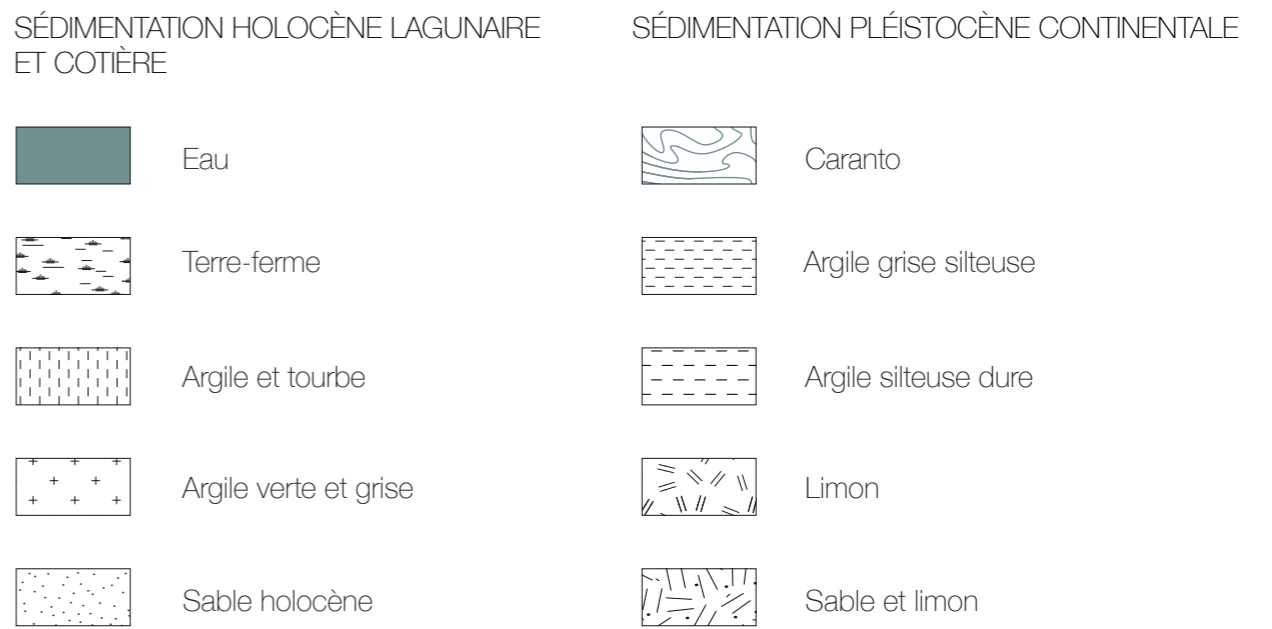 SÉDIMENTATION HOLOCÈNE LAGUNAIRE
ET COTIÈRE
Eau
Terre-ferme
Argile et tourbe
Argile verte et grise
Sable holocène
SÉDIMENTATION PLÉISTOCÈNE CONTINENTALE
Caranto
Argile grise silteuse
Argile silteuse dure
Limon
Sable et limon